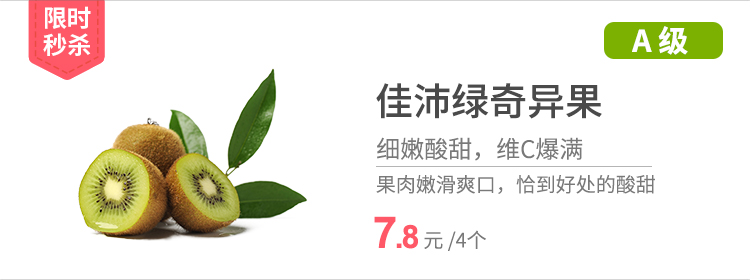 限时
秒杀
A 级
佳沛绿奇异果
细嫩酸甜，维C爆满
果肉嫩滑爽口，恰到好处的酸甜
7.8 元 /4个